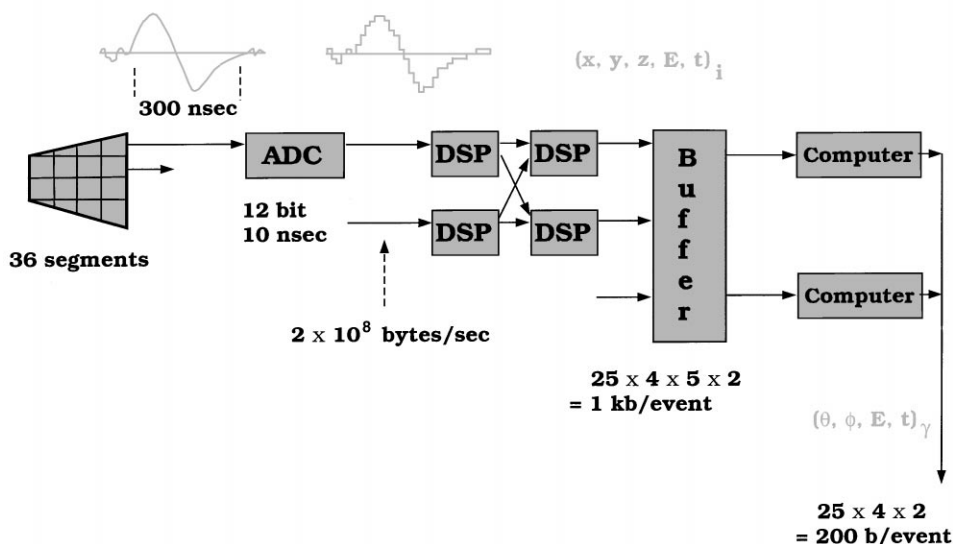 300 nsec
(x, y, z, E, t)i
36 segments
ADC
12 bit
10 nsec
DSP
DSP
DSP
DSP
2 x 10⁸ bytes/sec
Buffer
25 x 4 x 5 x 2
= 1 kb/event
Computer
Computer
(θ, ϕ, E, t)γ
25 x 4 x 2
= 200 b/event